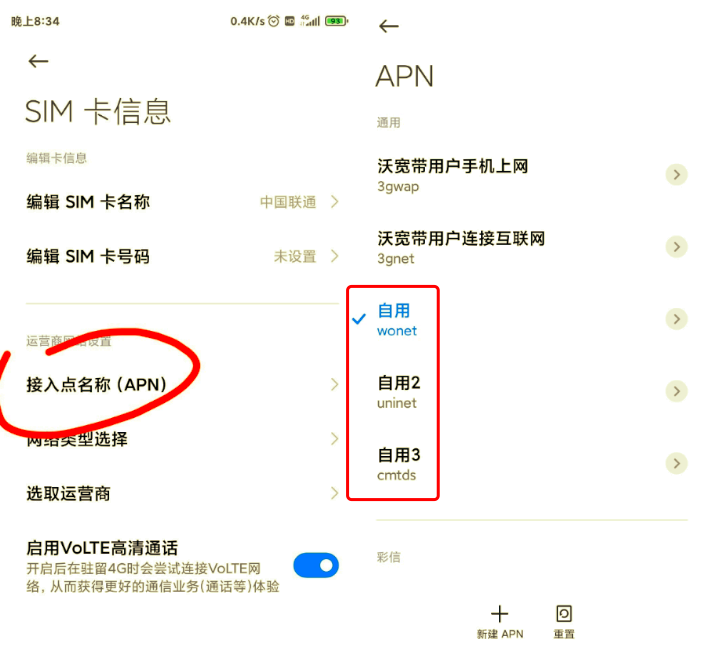 晚上8:34
0.4K/s
HD
4G
93
SIM 卡信息
编辑卡信息
编辑 SIM 卡名称
中国联通
编辑 SIM 卡号码
未设置
运营商网络设置
接入点名称 (APN)
网络类型选择
选取运营商
启用VoLTE高清通话
开启后在驻留4G时会尝试连接VoLTE网
络，从而获得更好的通信业务(通话等)体验
APN
通用
沃宽带用户手机上网
3gwap
沃宽带用户连接互联网
3gnet
自用
wonet
自用2
uninet
自用3
cmtds
彩信
新建 APN
重置